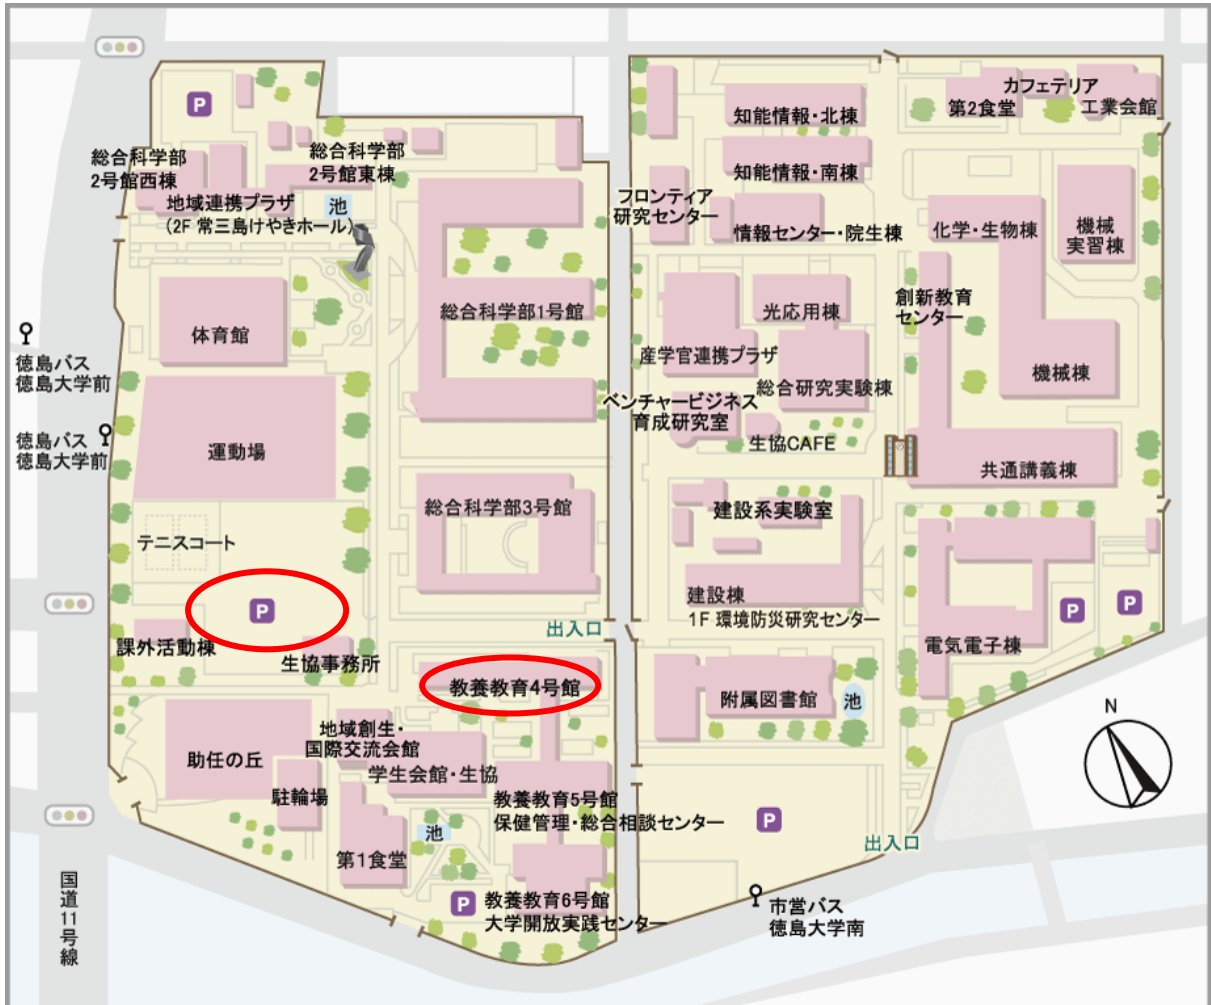 P
総合科学部
2号館西棟
総合科学部
2号館東棟
地域連携プラザ
(2F 常三島けやきホール)
池
体育館
総合科学部1号館
徳島バス
徳島大学前
徳島バス
徳島大学前
運動場
総合科学部3号館
テニスコート
P
課外活動棟
生協事務所
出入口
教養教育4号館
助任の丘
地域創生・
国際交流会館
学生会館・生協
駐輪場
教養教育5号館
保健管理・総合相談センター
池
第1食堂
P
教養教育6号館
大学開放実践センター
国道11号線
知能情報・北棟
カフェテリア
第2食堂
工業会館
知能情報・南棟
フロンティア
研究センター
情報センター・院生棟
化学・生物棟
機械
実習棟
光応用棟
創新教育
センター
産学官連携プラザ
総合研究実験棟
機械棟
ベンチャービジネス
育成研究室
生協CAFE
共通講義棟
建設系実験室
建設棟
1F 環境防災研究センター
P
P
電気電子棟
附属図書館
池
N
P
出入口
市営バス
徳島大学南